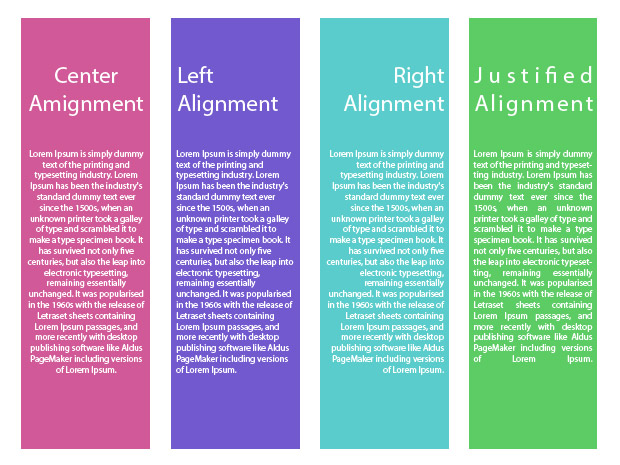 Center
Amignment
Lorem Ipsum is simply dummy
text of the printing and
typesetting industry. Lorem
Ipsum has been the industry's
standard dummy text ever
since the 1500s, when an
unknown printer took a galley
of type and scrambled it to
make a type specimen book. It
has survived not only five
centuries, but also the leap into
electronic typesetting,
remaining essentially
unchanged. It was popularised
in the 1960s with the release of
Letraset sheets containing
Lorem Ipsum passages, and
more recently with desktop
publishing software like Aldus
PageMaker including versions
of Lorem Ipsum.
Left
Alignment
Lorem Ipsum is simply dummy
text of the printing and
typesetting industry. Lorem
Ipsum has been the industry's
standard dummy text ever
since the 1500s, when an
unknown printer took a galley
of type and scrambled it to
make a type specimen book. It
has survived not only five
centuries, but also the leap into
electronic typesetting,
remaining essentially
unchanged. It was popularised
in the 1960s with the release of
Letraset sheets containing
Lorem Ipsum passages, and
more recently with desktop
publishing software like Aldus
PageMaker including versions
of Lorem Ipsum.
Right
Alignment
Lorem Ipsum is simply dummy
text of the printing and
typesetting industry. Lorem
Ipsum has been the industry's
standard dummy text ever
since the 1500s, when an
unknown printer took a galley
of type and scrambled it to
make a type specimen book. It
has survived not only five
centuries, but also the leap into
electronic typesetting,
remaining essentially
unchanged. It was popularised
in the 1960s with the release of
Letraset sheets containing
Lorem Ipsum passages, and
more recently with desktop
publishing software like Aldus
PageMaker including versions
of Lorem Ipsum.
Justified
Alignment
Lorem Ipsum is simply dummy
text of the printing and typeset-
ting industry. Lorem Ipsum has
been the industry's standard
dummy text ever since the
1500s, when an unknown
printer took a galley of type and
scrambled it to make a type
specimen book. It has survived
not only five centuries, but also
the leap into electronic typeset-
ting, remaining essentially
unchanged. It was popularised in
the 1960s with the release of
Letraset sheets containing
Lorem Ipsum passages, and
more recently with desktop
publishing software like Aldus
PageMaker including versions
of Lorem Ipsum.